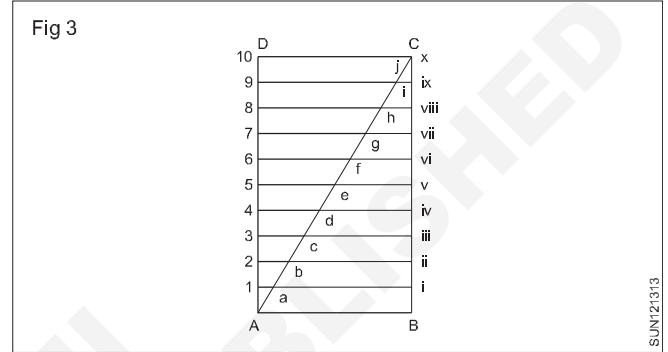 Fig 3
D C
10 j x
9 i ix
8 h viii
7 g vii
6 f vi
5 e v
4 d iv
3 c iii
2 b ii
1 a i
A B
SUN121313